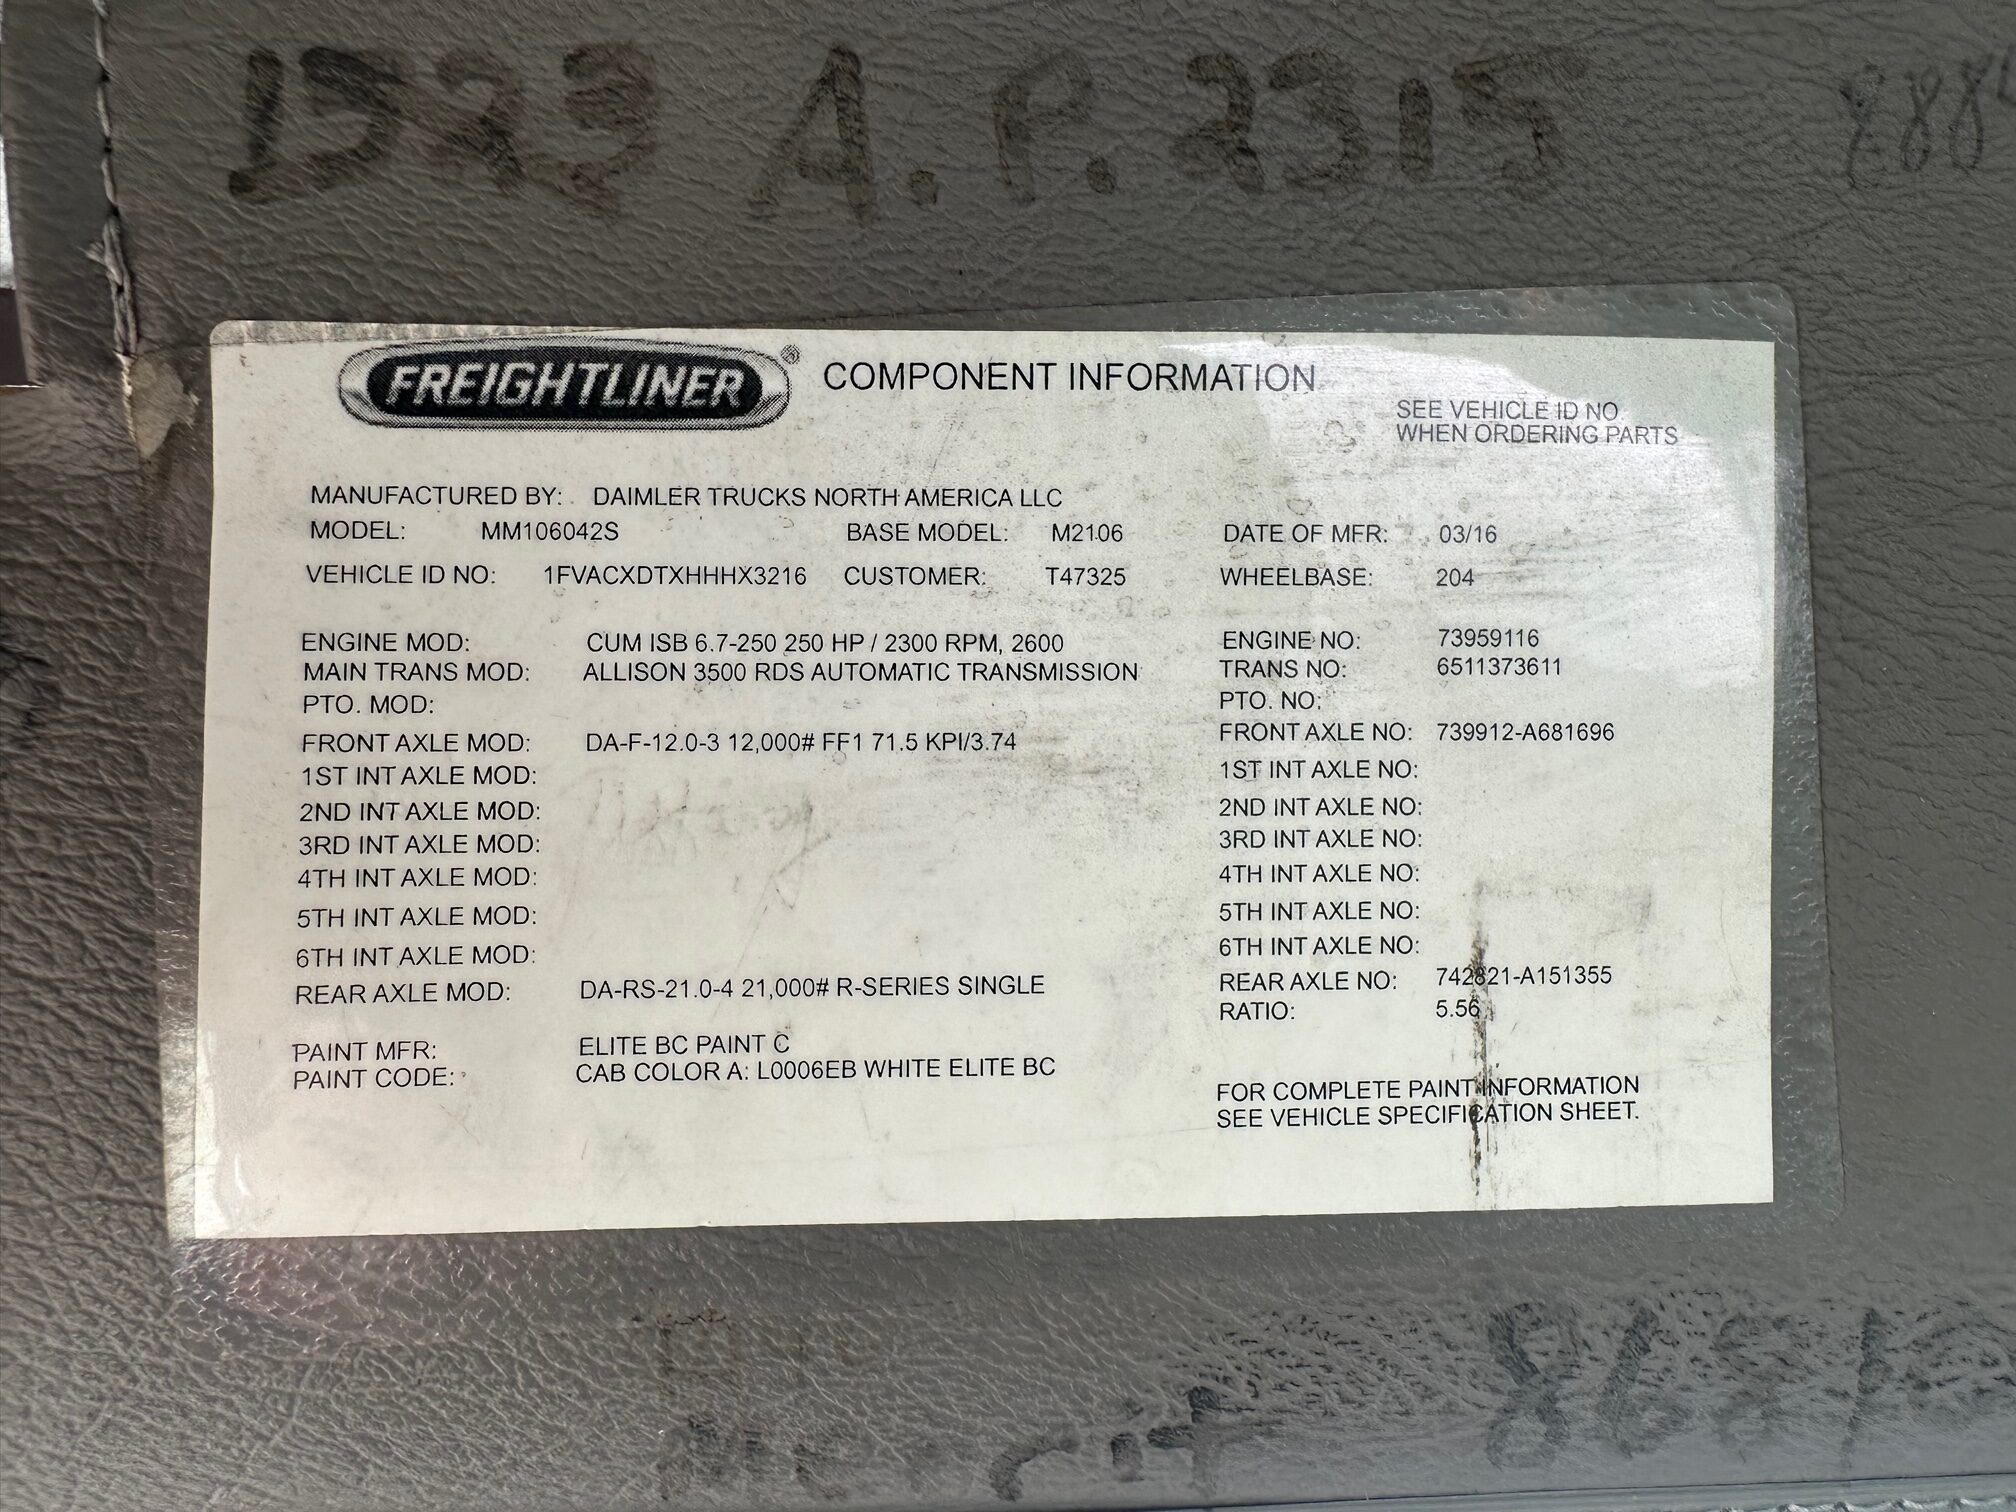 1523 A.P. 2315
FREIGHTLINER® COMPONENT INFORMATION
SEE VEHICLE ID NO.
WHEN ORDERING PARTS
MANUFACTURED BY: DAIMLER TRUCKS NORTH AMERICA LLC
MODEL: MM106042S BASE MODEL: M2106 DATE OF MFR: 03/16
VEHICLE ID NO: 1FVACXDTXHHHX3216 CUSTOMER: T47325 WHEELBASE: 204
ENGINE MOD: CUM ISB 6.7-250 250 HP / 2300 RPM, 2600 ENGINE NO: 73959116
MAIN TRANS MOD: ALLISON 3500 RDS AUTOMATIC TRANSMISSION TRANS NO: 6511373611
PTO. MOD: PTO. NO:
FRONT AXLE MOD: DA-F-12.0-3 12,000# FF1 71.5 KPI/3.74 FRONT AXLE NO: 739912-A681696
1ST INT AXLE MOD: 1ST INT AXLE NO:
2ND INT AXLE MOD: 2ND INT AXLE NO:
3RD INT AXLE MOD: 3RD INT AXLE NO:
4TH INT AXLE MOD: 4TH INT AXLE NO:
5TH INT AXLE MOD: 5TH INT AXLE NO:
6TH INT AXLE MOD: 6TH INT AXLE NO:
REAR AXLE MOD: DA-RS-21.0-4 21,000# R-SERIES SINGLE REAR AXLE NO: 742821-A151355
RATIO: 5.56
PAINT MFR: ELITE BC PAINT C
PAINT CODE: CAB COLOR A: L0006EB WHITE ELITE BC
FOR COMPLETE PAINT INFORMATION
SEE VEHICLE SPECIFICATION SHEET.